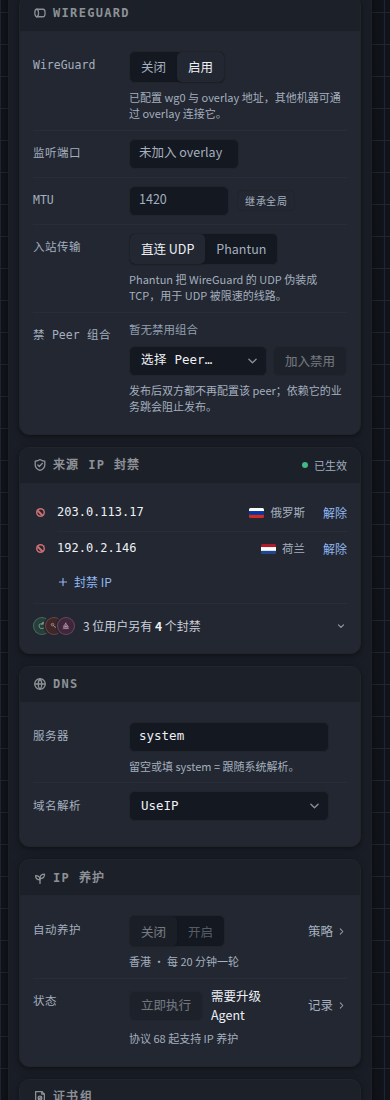 WIREGUARD
WireGuard 关闭 启用
已配置 wg0 与 overlay 地址，其他机器可通
过 overlay 连接它。
监听端口 未加入 overlay
MTU 1420 继承全局
入站传输 直连 UDP Phantun
Phantun 把 WireGuard 的 UDP 伪装成
TCP，用于 UDP 被限速的线路。
禁 Peer 组合 暂无禁用组合
选择 Peer… 加入禁用
发布后双方都不再配置该 peer；依赖它的业
务跳会阻止发布。
来源 IP 封禁 已生效
203.0.113.17 俄罗斯 解除
192.0.2.146 荷兰 解除
+ 封禁 IP
3 位用户另有 4 个封禁
DNS
服务器 system
留空或填 system = 跟随系统解析。
域名解析 UseIP
IP 养护
自动养护 关闭 开启 策略
香港 · 每 20 分钟一轮
状态 立即执行 需要升级 记录
Agent
协议 68 起支持 IP 养护
证书组